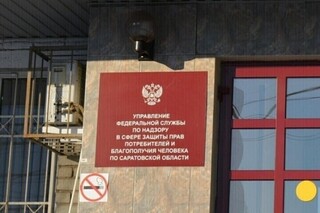 УПРАВЛЕНИЕ
ФЕДЕРАЛЬНОЙ СЛУЖБЫ
ПО НАДЗОРУ
В СФЕРЕ ЗАЩИТЫ ПРАВ
ПОТРЕБИТЕЛЕЙ И
БЛАГОПОЛУЧИЯ ЧЕЛОВЕКА
ПО САРАТОВСКОЙ ОБЛАСТИ